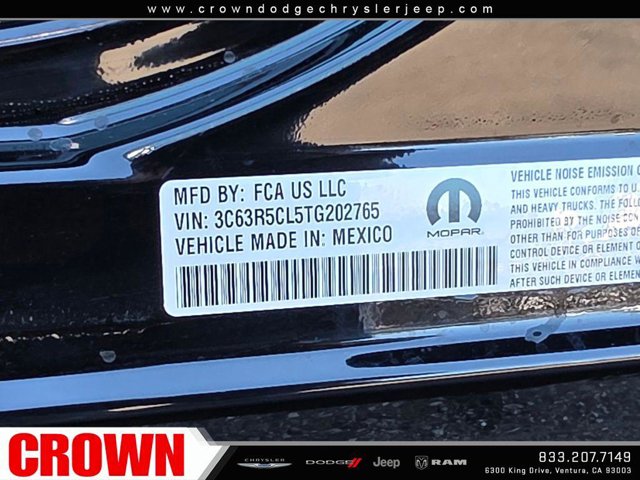 www.crowndodgechryslerjeep.com
MFD BY: FCA US LLC
VIN: 3C63R5CL5TG202765
VEHICLE MADE IN: MEXICO
MOPAR
VEHICLE NOISE EMISSION
THIS VEHICLE CONFORMS TO U.
AND HEAVY TRUCKS. THE FOLLO
PROHIBITED BY THE NOISE CON
OTHER THAN FOR PURPOSES OF
CONTROL DEVICE OR ELEMENT O
THIS VEHICLE IN COMPLIANCE W
AFTER SUCH DEVICE OR ELEMEN
CROWN
CHRYSLER DODGE Jeep RAM
833.207.7149
6300 King Drive, Ventura, CA 93003